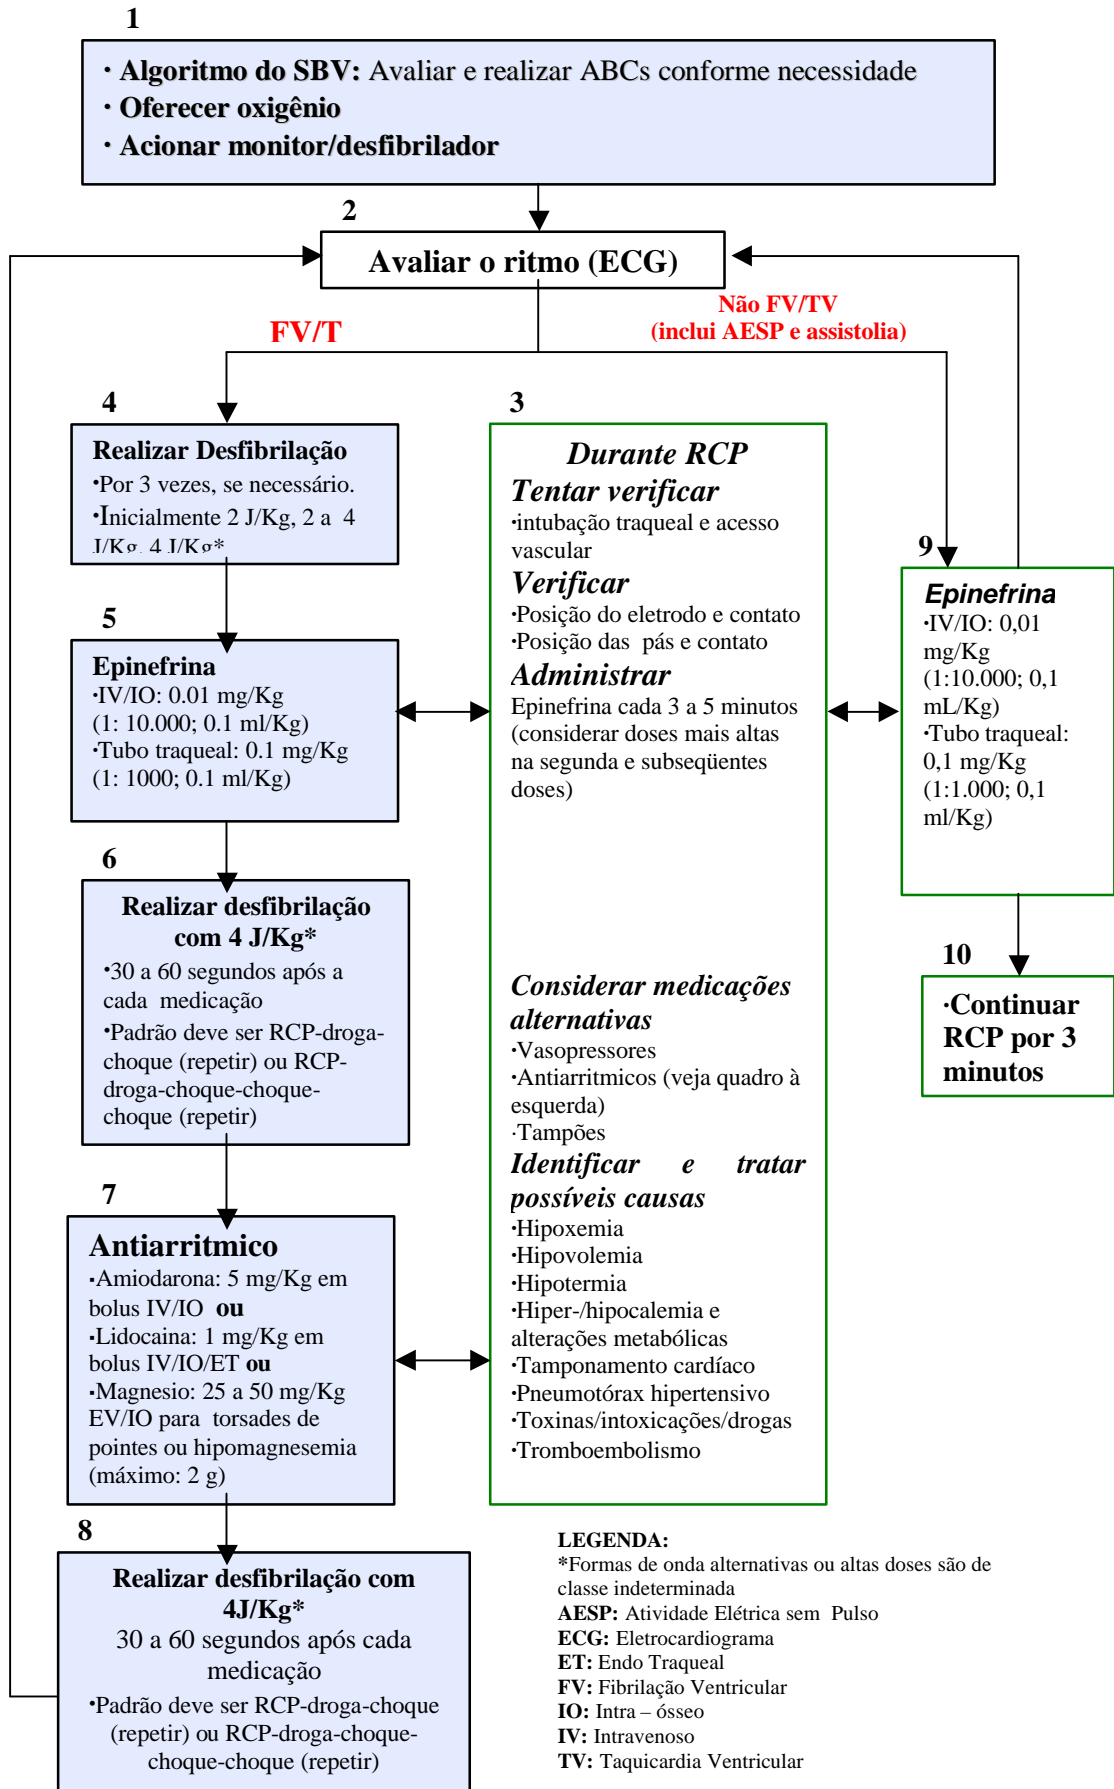 1
· Algoritmo do SBV: Avaliar e realizar ABCs conforme necessidade
· Oferecer oxigênio
· Acionar monitor/desfibrilador
2
Avaliar o ritmo (ECG)
FV/T
Não FV/TV
(inclui AESP e assistolia)
4
Realizar Desfibrilação
·Por 3 vezes, se necessário.
·Inicialmente 2 J/Kg, 2 a 4
J/Kg, 4 J/Kg*
5
Epinefrina
·IV/IO: 0.01 mg/Kg
(1: 10.000; 0.1 ml/Kg)
·Tubo traqueal: 0.1 mg/Kg
(1: 1000; 0.1 ml/Kg)
6
Realizar desfibrilação
com 4 J/Kg*
·30 a 60 segundos após a
cada medicação
·Padrão deve ser RCP-droga-
choque (repetir) ou RCP-
droga-choque-choque-
choque (repetir)
7
Antiarritmico
·Amiodarona: 5 mg/Kg em
bolus IV/IO ou
·Lidocaina: 1 mg/Kg em
bolus IV/IO/ET ou
·Magnesio: 25 a 50 mg/Kg
EV/IO para torsades de
pointes ou hipomagnesemia
(máximo: 2 g)
8
Realizar desfibrilação com
4J/Kg*
30 a 60 segundos após cada
medicação
·Padrão deve ser RCP-droga-choque
(repetir) ou RCP-droga-choque-
choque-choque (repetir)
3
Durante RCP
Tentar verificar
·intubação traqueal e acesso
vascular
Verificar
·Posição do eletrodo e contato
·Posição das pás e contato
Administrar
Epinefrina cada 3 a 5 minutos
(considerar doses mais altas
na segunda e subseqüentes
doses)
Considerar medicações
alternativas
·Vasopressores
·Antiarritmicos (veja quadro à
esquerda)
·Tampões
Identificar e tratar
possíveis causas
·Hipoxemia
·Hipovolemia
·Hipotermia
·Hiper-/hipocalemia e
alterações metabólicas
·Tamponamento cardíaco
·Pneumotórax hipertensivo
·Toxinas/intoxicações/drogas
·Tromboembolismo
9
Epinefrina
·IV/IO: 0,01
mg/Kg
(1:10.000; 0,1
mL/Kg)
·Tubo traqueal:
0,1 mg/Kg
(1:1.000; 0,1
ml/Kg)
10
·Continuar
RCP por 3
minutos
LEGENDA:
*Formas de onda alternativas ou altas doses são de
classe indeterminada
AESP: Atividade Elétrica sem Pulso
ECG: Eletrocardiograma
ET: Endo Traqueal
FV: Fibrilação Ventricular
IO: Intra – ósseo
IV: Intravenoso
TV: Taquicardia Ventricular